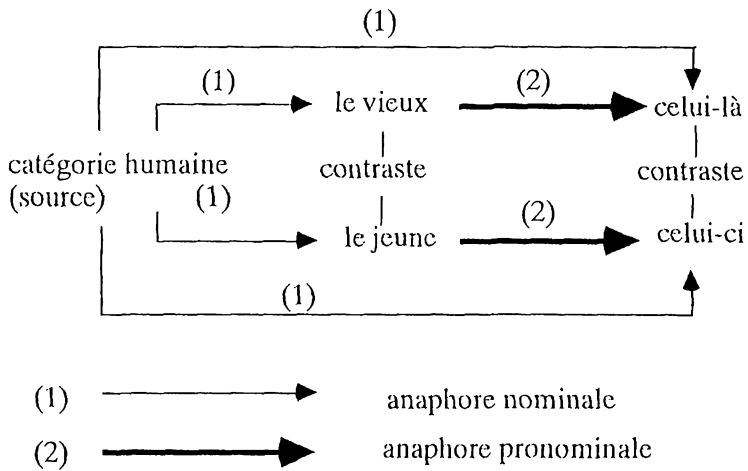 (1)
(1) (2)
le vieux celui-là
catégorie humaine contraste contraste
(source) (1) (2)
le jeune celui-ci
(1)
(1) anaphore nominale
(2) anaphore pronominale